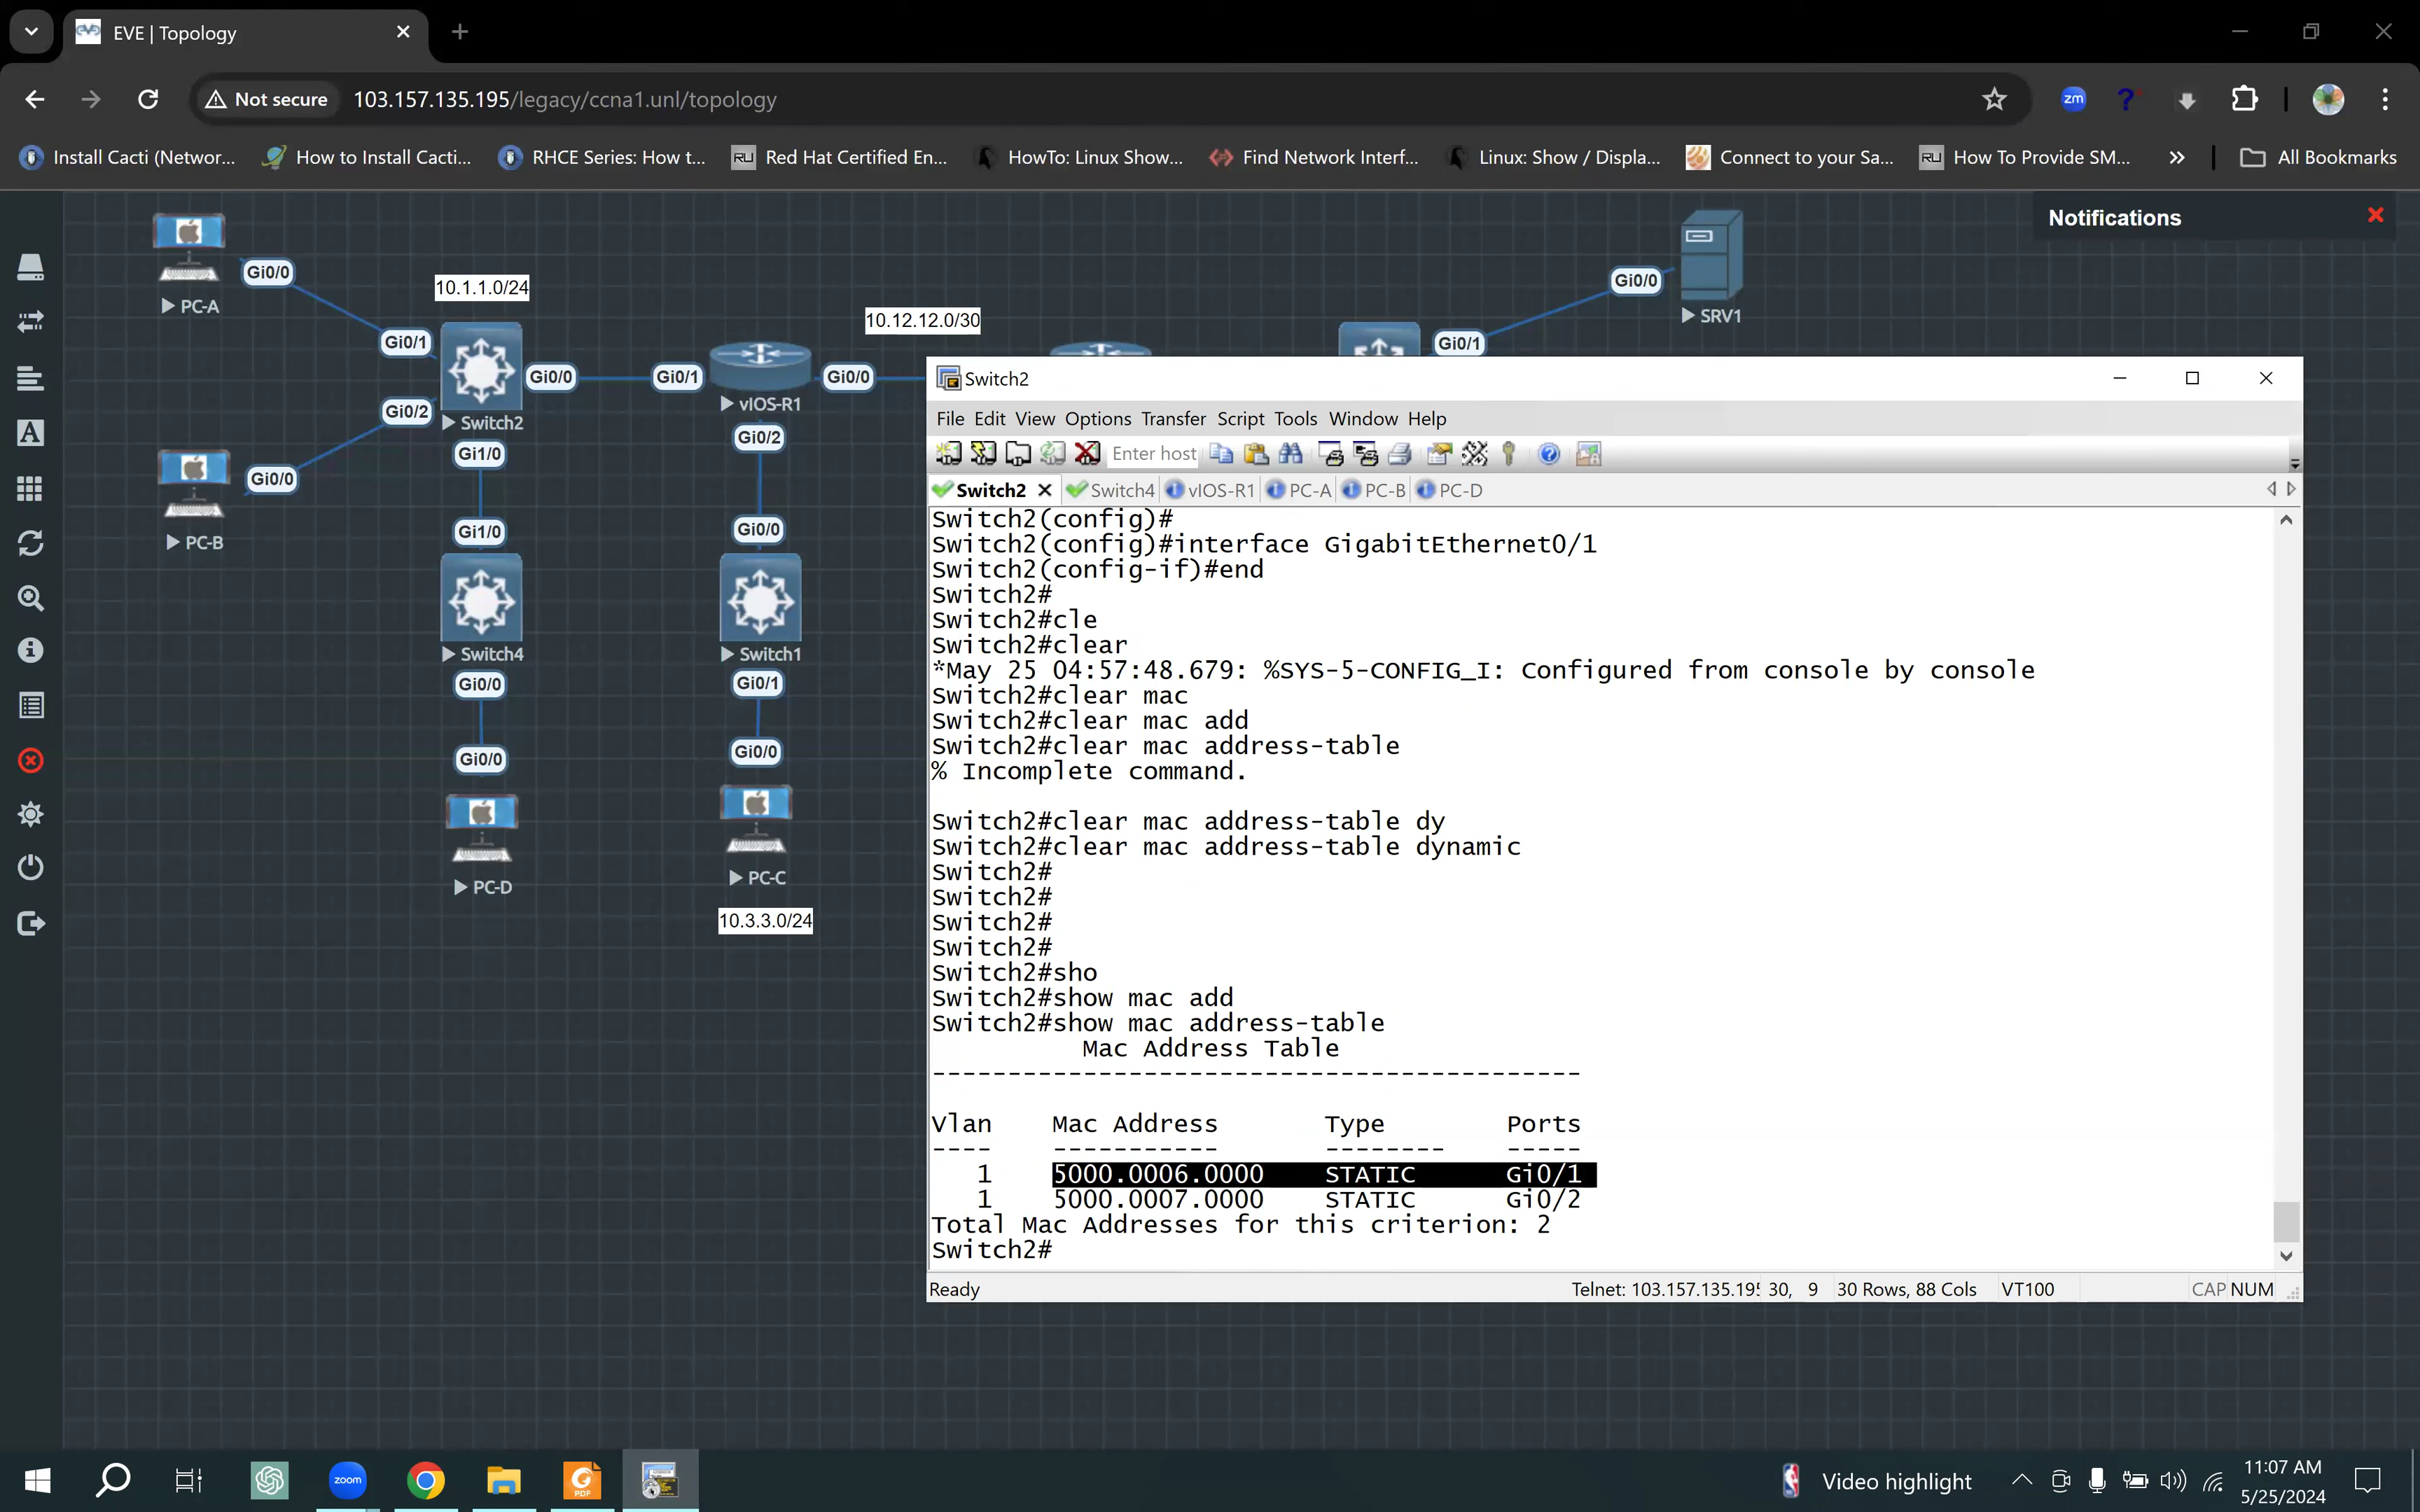 EVE | Topology
Not secure 103.157.135.195/legacy/ccna1.unl/topology
zm
Install Cacti (Networ...
How to Install Cacti...
RHCE Series: How t...
RU Red Hat Certified En...
HowTo: Linux Show...
Find Network Interf...
Linux: Show / Displa...
Connect to your Sa...
RU How To Provide SM...
All Bookmarks
Notifications
PC-A
Gi0/0
10.1.1.0/24
10.12.12.0/30
Gi0/0
SRV1
Gi0/1
Gi0/1
Gi0/0
Gi0/1
Gi0/0
vIOS-R1
Gi0/2
Switch2
Gi1/0
Gi0/2
PC-B
Gi0/0
Gi1/0
Gi0/0
Switch4
Switch1
Gi0/0
Gi0/1
Gi0/0
Gi0/0
PC-D
PC-C
10.3.3.0/24
Switch2
File Edit View Options Transfer Script Tools Window Help
Enter host
Switch2 Switch4 vIOS-R1 PC-A PC-B PC-D
Switch2(config)#
Switch2(config)#interface GigabitEthernet0/1
Switch2(config-if)#end
Switch2#
Switch2#cle
Switch2#clear
*May 25 04:57:48.679: %SYS-5-CONFIG_I: Configured from console by console
Switch2#clear mac
Switch2#clear mac add
Switch2#clear mac address-table
% Incomplete command.
Switch2#clear mac address-table dy
Switch2#clear mac address-table dynamic
Switch2#
Switch2#
Switch2#
Switch2#
Switch2#sho
Switch2#show mac add
Switch2#show mac address-table
Mac Address Table
-------------------------------------------
Vlan Mac Address Type Ports
---- ----------- -------- -----
1 5000.0006.0000 STATIC Gi0/1
1 5000.0007.0000 STATIC Gi0/2
Total Mac Addresses for this criterion: 2
Switch2#
Ready Telnet: 103.157.135.195 30, 9 30 Rows, 88 Cols VT100 CAP NUM
zoom
PDF
Video highlight
11:07 AM
5/25/2024